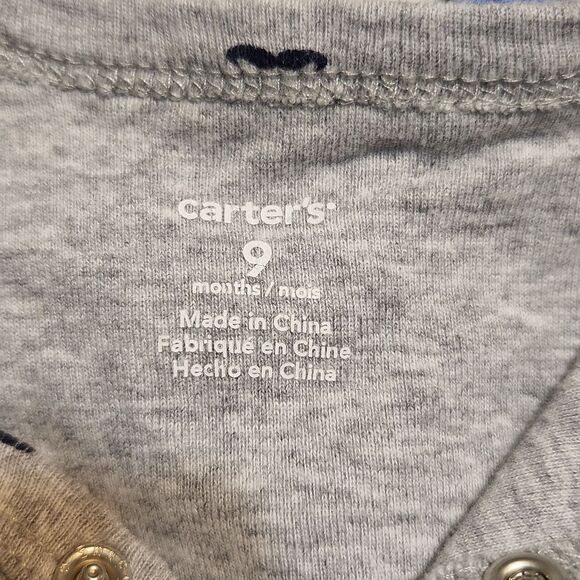 carter's
9
months / mois
Made in China
Fabriqué en Chine
Hecho en China